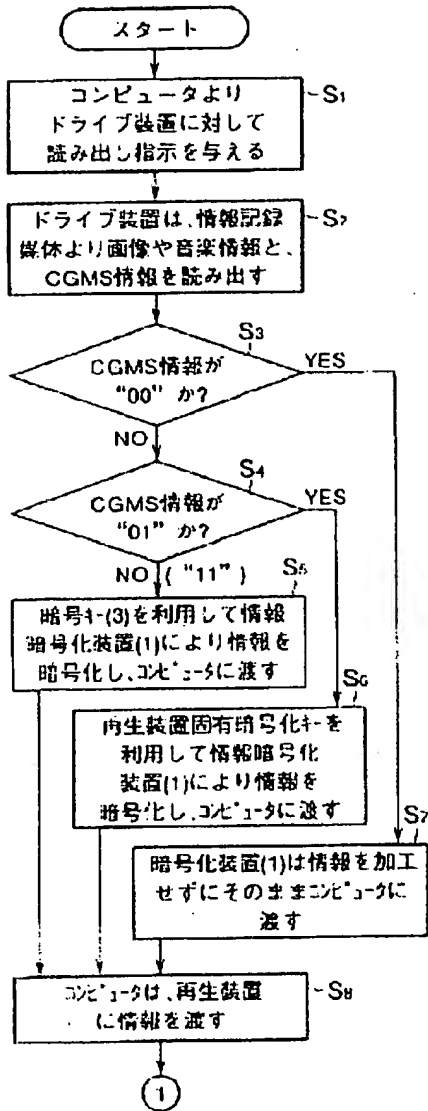 スタート
コンピュータより
ドライブ装置に対して
読み出し指示を与える
S1
ドライブ装置は、情報記録
媒体より画像や音楽情報と、
CGMS情報を読み出す
S2
S3
CGMS情報が
“00” か?
YES
NO
S4
CGMS情報が
“01” か?
YES
NO ( “11” )
S5
暗号キー(3)を利用して情報
暗号化装置(1)により情報を
暗号化し、コンピュータに渡す
S6
再生装置固有暗号化キーを
利用して情報暗号化
装置(1)により情報を
暗号化し、コンピュータに渡す
S7
暗号化装置(1)は情報を加工
せずにそのままコンピュータに
渡す
コンピュータは、再生装置
に情報を渡す
S8
1